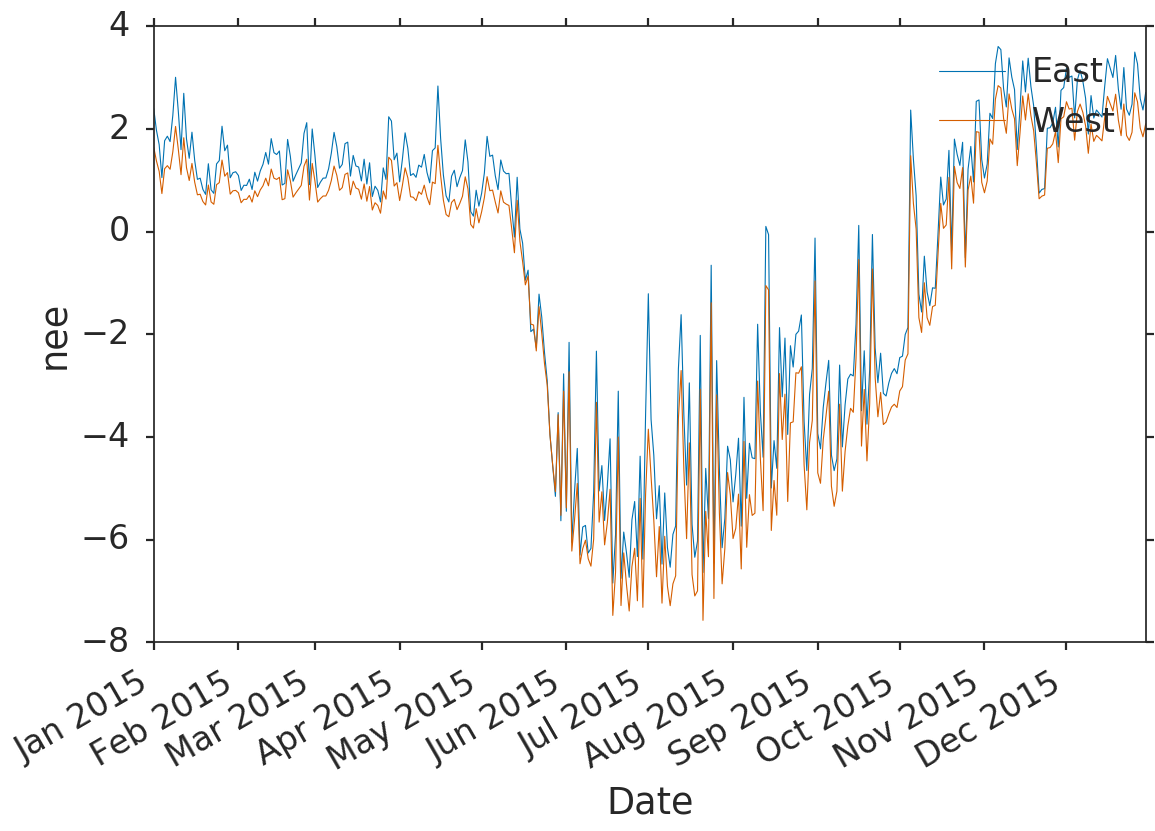 4
2
0
−2
−4
−6
−8
nee
East
West
Jan 2015
Feb 2015
Mar 2015
Apr 2015
May 2015
Jun 2015
Jul 2015
Aug 2015
Sep 2015
Oct 2015
Nov 2015
Dec 2015
Date